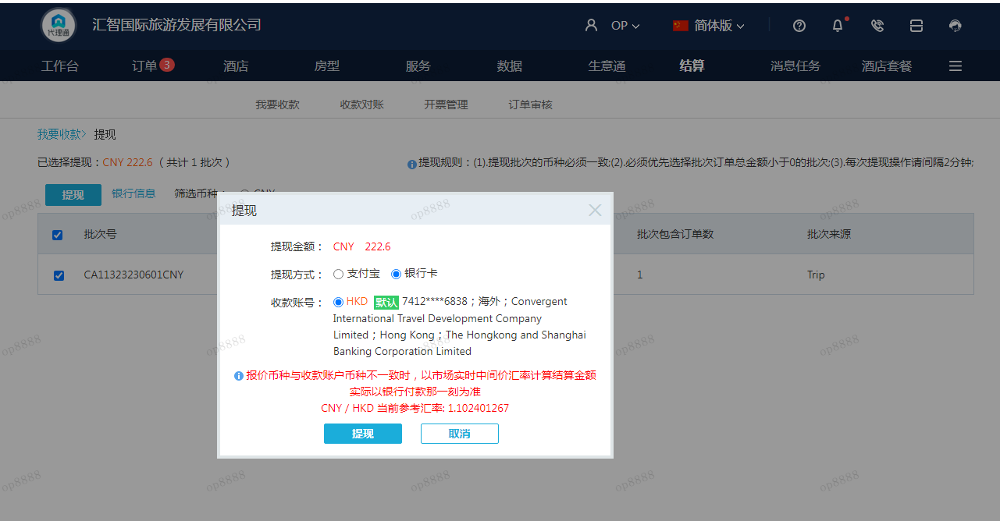 代理通
汇智国际旅游发展有限公司
OP
简体版
工作台
订单 3
酒店
房型
服务
数据
生意通
结算
消息任务
酒店套餐
我要收款
收款对账
开票管理
订单审核
我要收款> 提现
已选择提现：CNY 222.6 （ 共计 1 批次 ）
提现规则：(1).提现批次的币种必须一致;(2).必须优先选择批次订单总金额小于0的批次;(3).每次提现操作请间隔2分钟;
提现
银行信息
筛选币种：
CNY
批次号
批次包含订单数
批次来源
CA11323230601CNY
1
Trip
提现
提现金额： CNY 222.6
提现方式： 支付宝 银行卡
收款账号： HKD 默认 7412****6838；海外；Convergent
International Travel Development Company
Limited；Hong Kong；The Hongkong and Shanghai
Banking Corporation Limited
报价币种与收款账户币种不一致时，以市场实时中间价汇率计算结算金额
实际以银行付款那一刻为准
CNY / HKD 当前参考汇率: 1.102401267
提现
取消
op8888
op8888
op8888
op8888
op8888
op8888
op8888
op8888
op8888
op8888
op8888
op8888
op8888